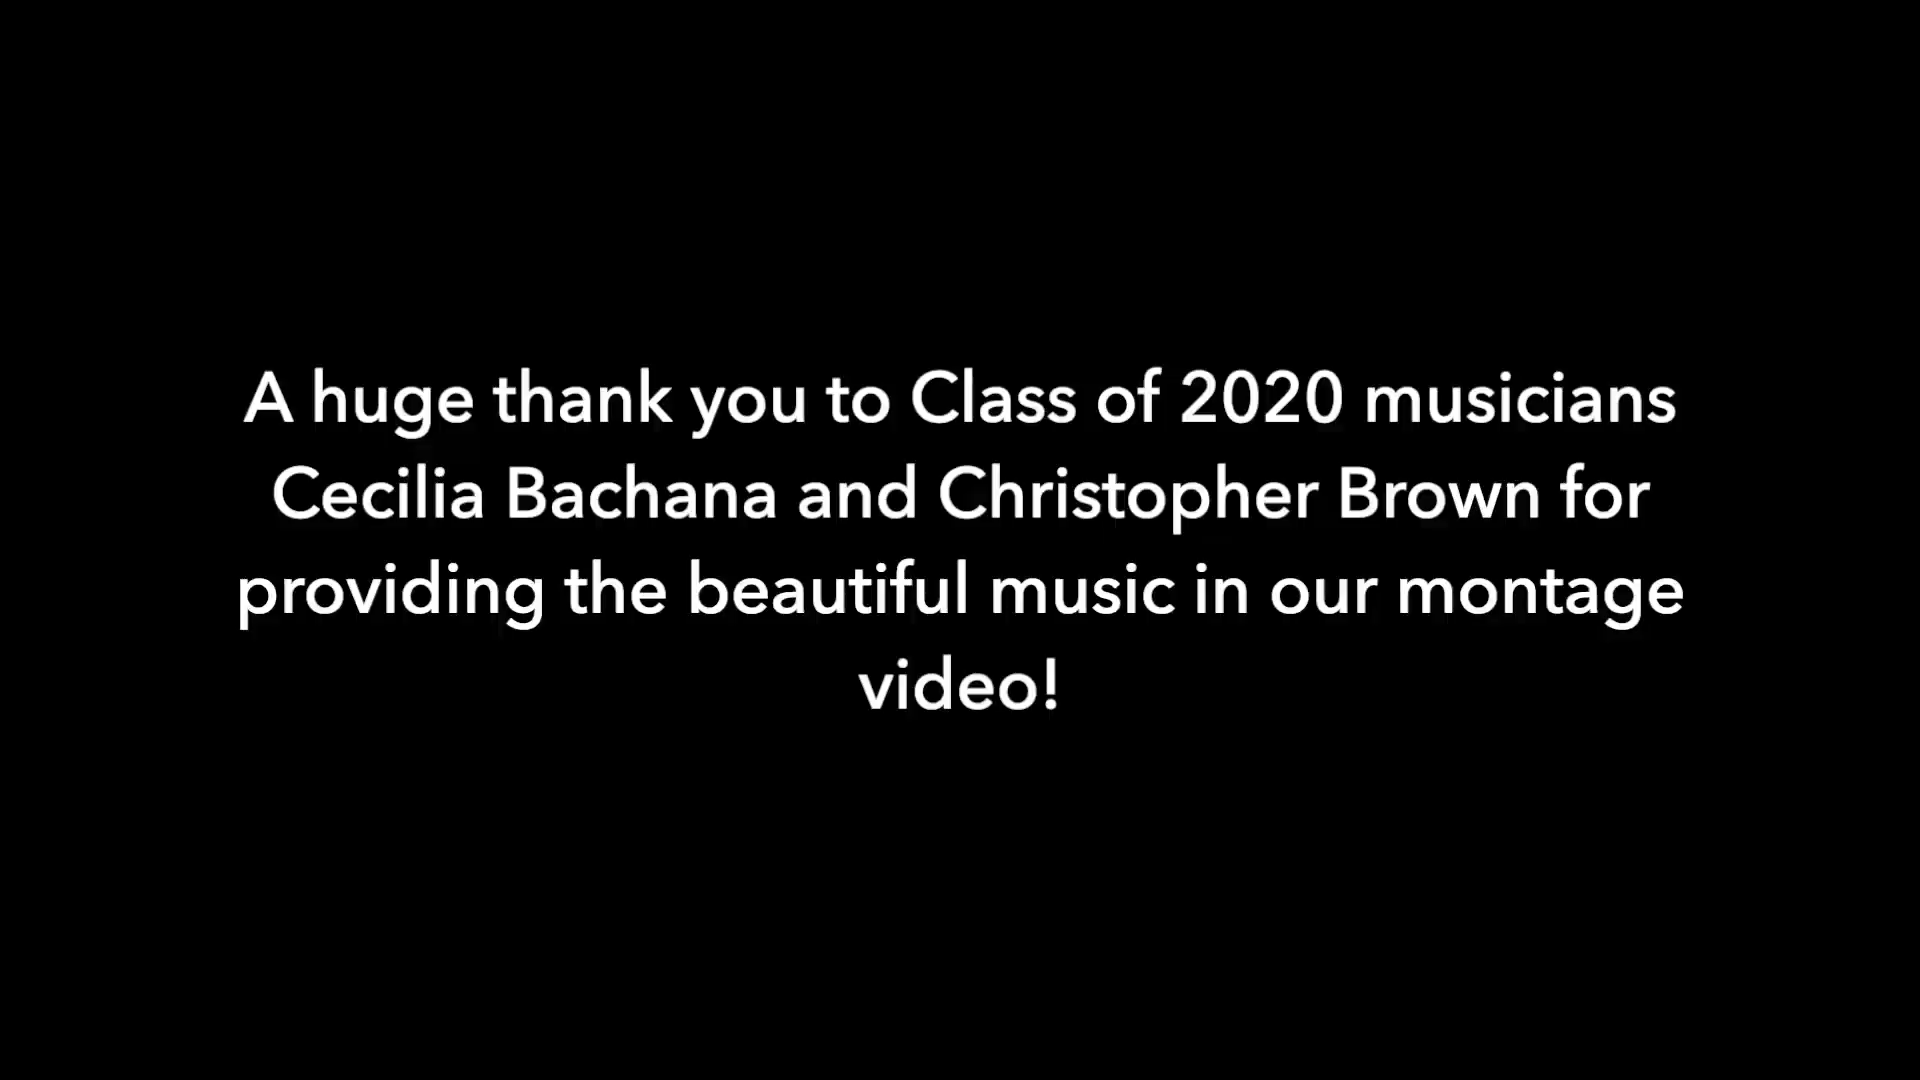 A huge thank you to Class of 2020 musicians
Cecilia Bachana and Christopher Brown for
providing the beautiful music in our montage
video!